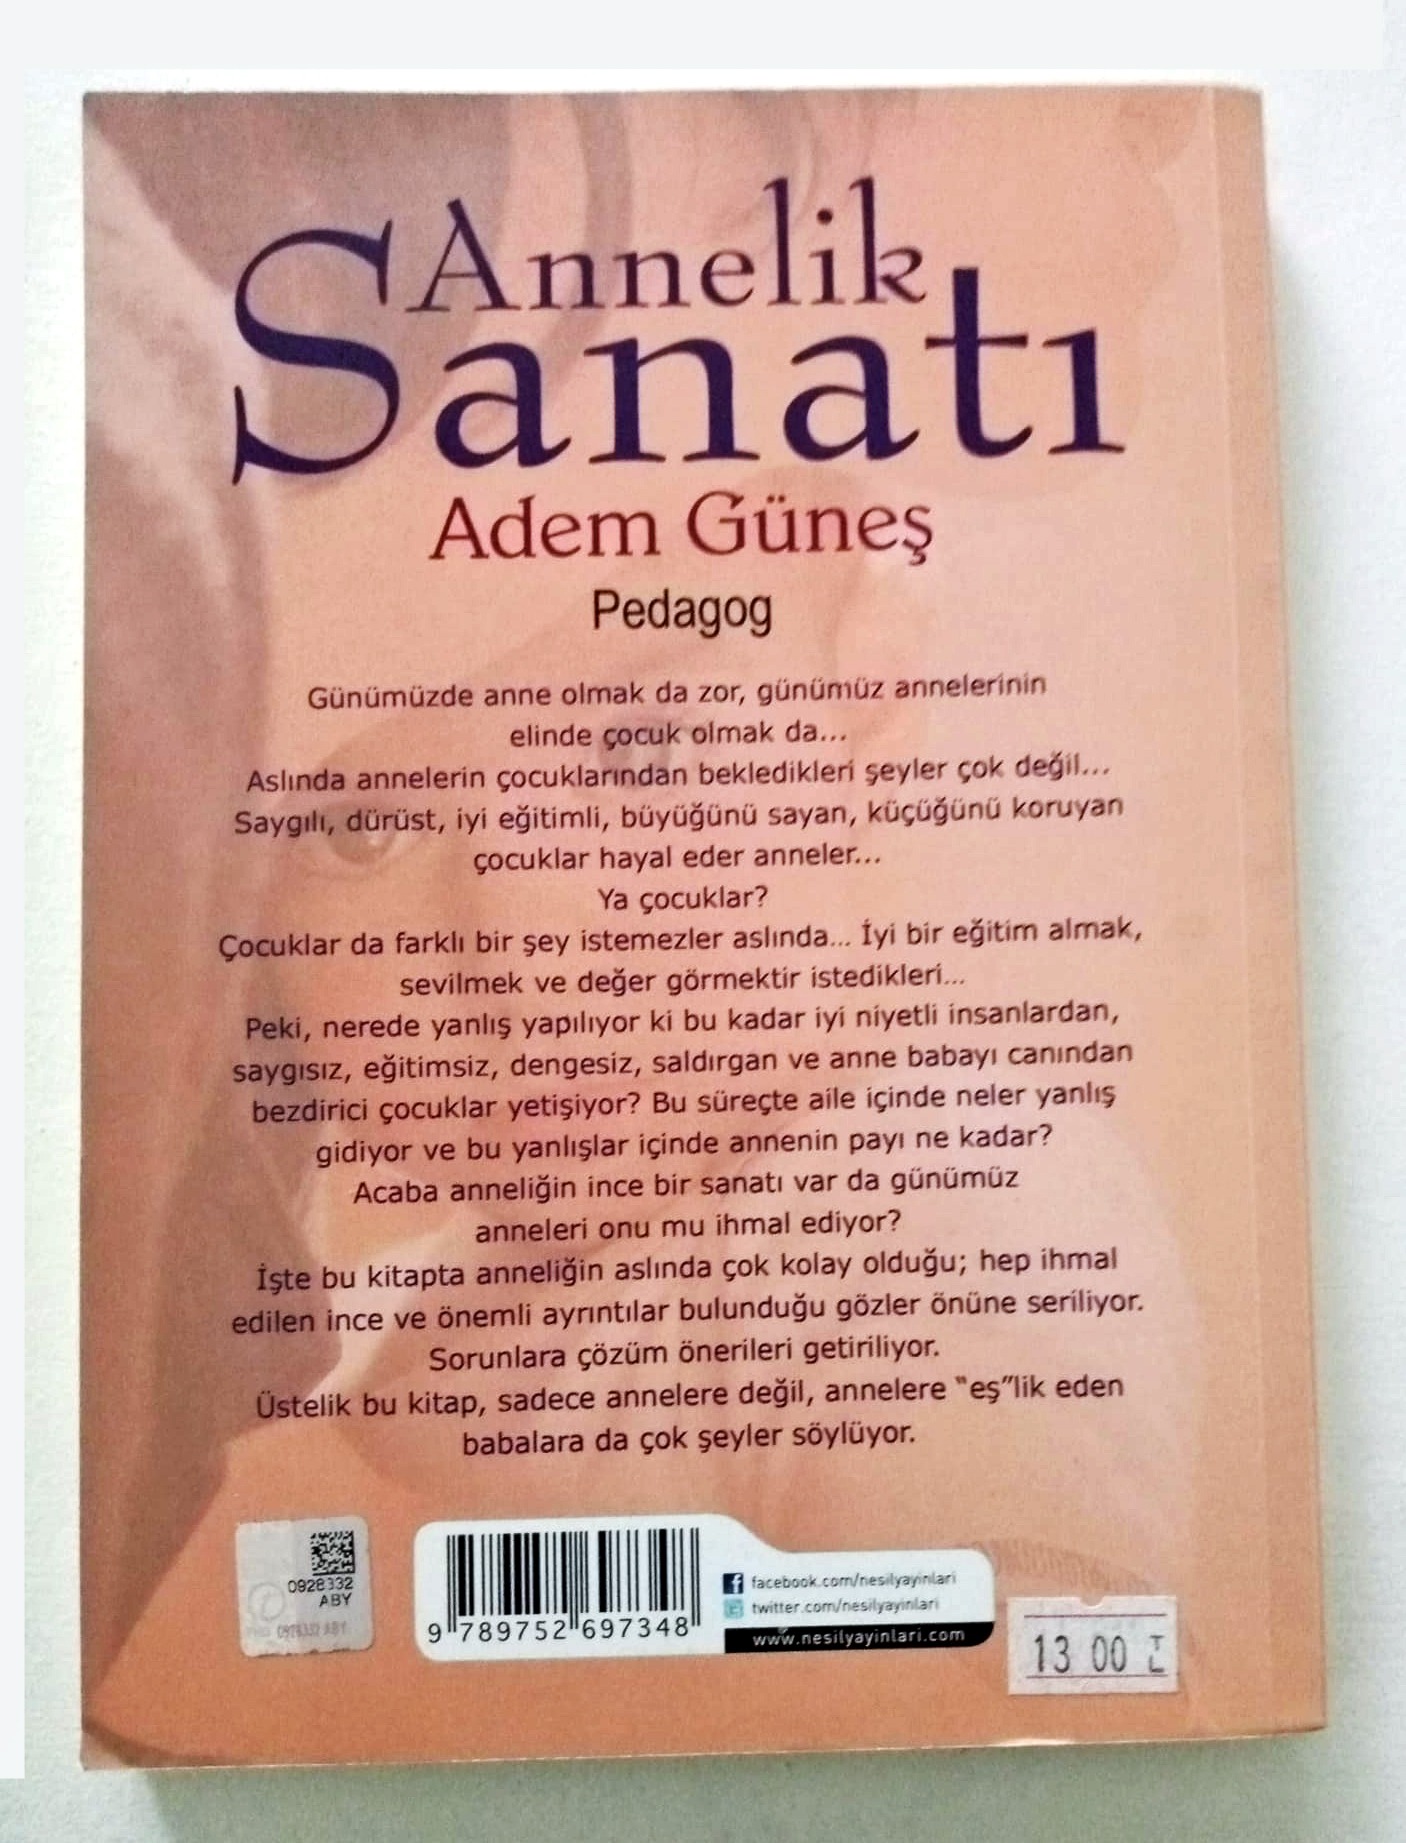 Annelik
Sanatı
Adem Güneş
Pedagog
Günümüzde anne olmak da zor, günümüz annelerinin
elinde çocuk olmak da...
Aslında annelerin çocuklarından bekledikleri şeyler çok değil...
Saygılı, dürüst, iyi eğitimli, büyüğünü sayan, küçüğünü koruyan
çocuklar hayal eder anneler...
Ya çocuklar?
Çocuklar da farklı bir şey istemezler aslında... İyi bir eğitim almak,
sevilmek ve değer görmektir istedikleri...
Peki, nerede yanlış yapılıyor ki bu kadar iyi niyetli insanlardan,
saygısız, eğitimsiz, dengesiz, saldırgan ve anne babayı canından
bezdirici çocuklar yetişiyor? Bu süreçte aile içinde neler yanlış
gidiyor ve bu yanlışlar içinde annenin payı ne kadar?
Acaba anneliğin ince bir sanatı var da günümüz
anneleri onu mu ihmal ediyor?
İşte bu kitapta anneliğin aslında çok kolay olduğu; hep ihmal
edilen ince ve önemli ayrıntılar bulunduğu gözler önüne seriliyor.
Sorunlara çözüm önerileri getiriliyor.
Üstelik bu kitap, sadece annelere değil, annelere "eş"lik eden
babalara da çok şeyler söylüyor.
0928332
ABY
0928332 ABY
9 789752 697348
facebook.com/nesilyayinlari
twitter.com/nesilyayinlari
www.nesilyayinlari.com
13 00 TL